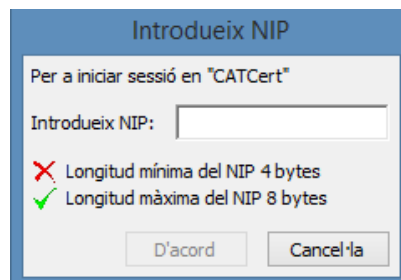 Introdueix NIP
Per a iniciar sessió en "CATCert"
Introdueix NIP:
Longitud mínima del NIP 4 bytes
Longitud màxima del NIP 8 bytes
D'acord Cancel·la